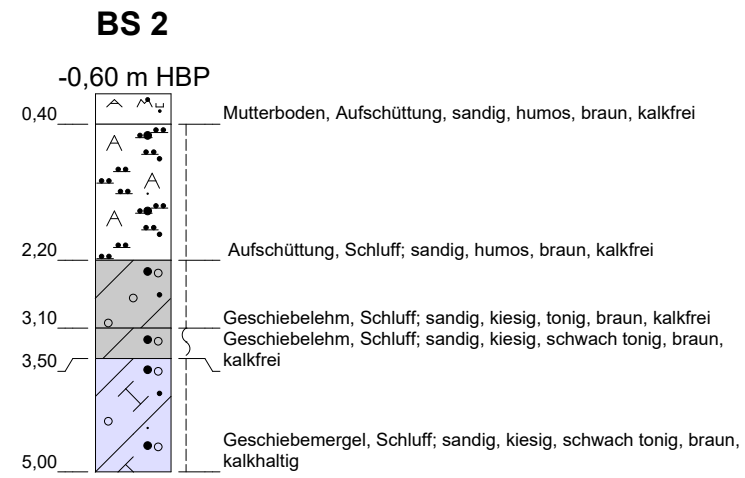 BS 2
-0,60 m HBP
0,40
Mutterboden, Aufschüttung, sandig, humos, braun, kalkfrei
2,20
Aufschüttung, Schluff; sandig, humos, braun, kalkfrei
3,10
Geschiebelehm, Schluff; sandig, kiesig, tonig, braun, kalkfrei
Geschiebelehm, Schluff; sandig, kiesig, schwach tonig, braun,
3,50
kalkfrei
Geschiebemergel, Schluff; sandig, kiesig, schwach tonig, braun,
5,00
kalkhaltig